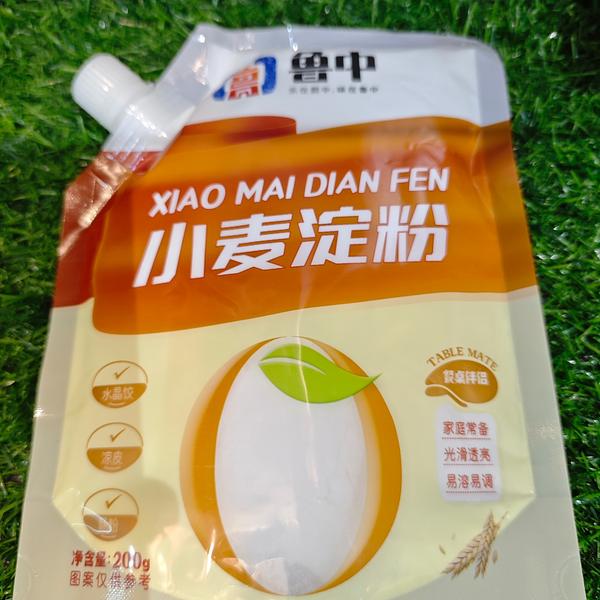 鲁中
XIAO MAI DIAN FEN
小麦淀粉
TABLE MATE
餐桌伴侣
水晶饺
家庭常备
凉皮
光滑透亮
易溶易调
净含量:200g
图案仅供参考